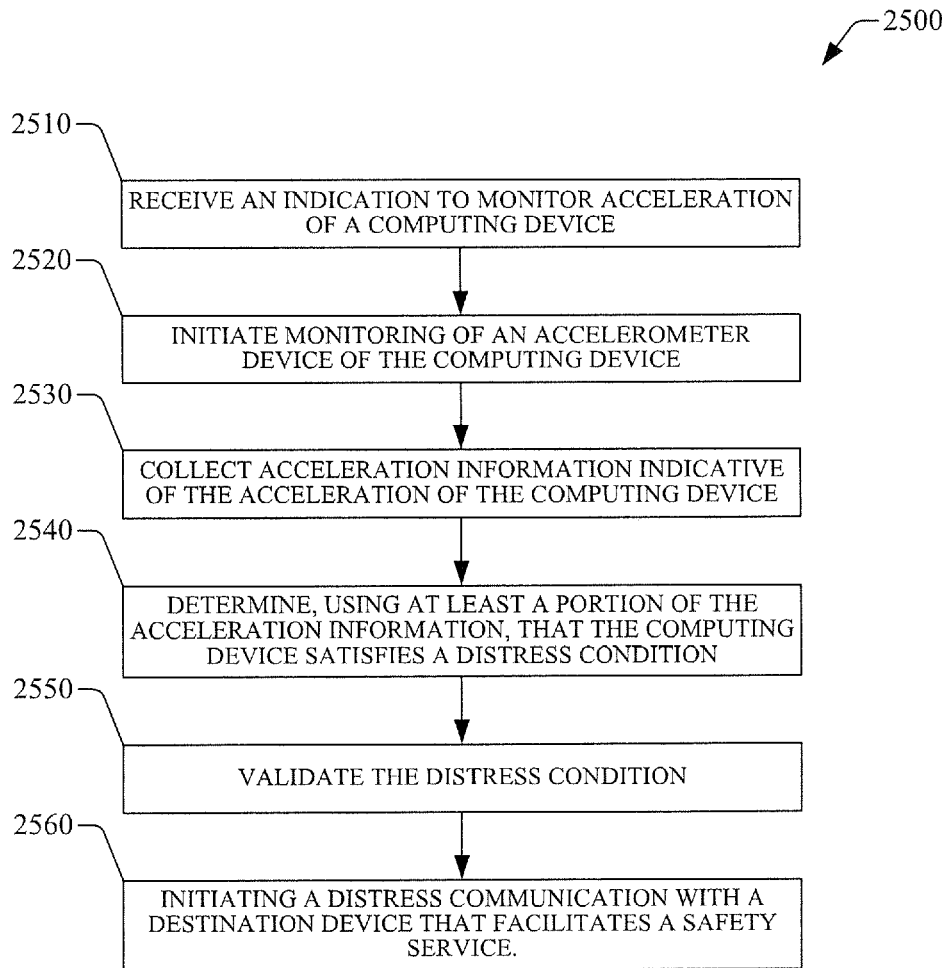 2500
2510
RECEIVE AN INDICATION TO MONITOR ACCELERATION
OF A COMPUTING DEVICE
2520
INITIATE MONITORING OF AN ACCELEROMETER
DEVICE OF THE COMPUTING DEVICE
2530
COLLECT ACCELERATION INFORMATION INDICATIVE
OF THE ACCELERATION OF THE COMPUTING DEVICE
2540
DETERMINE, USING AT LEAST A PORTION OF THE
ACCELERATION INFORMATION, THAT THE COMPUTING
DEVICE SATISFIES A DISTRESS CONDITION
2550
VALIDATE THE DISTRESS CONDITION
2560
INITIATING A DISTRESS COMMUNICATION WITH A
DESTINATION DEVICE THAT FACILITATES A SAFETY
SERVICE.